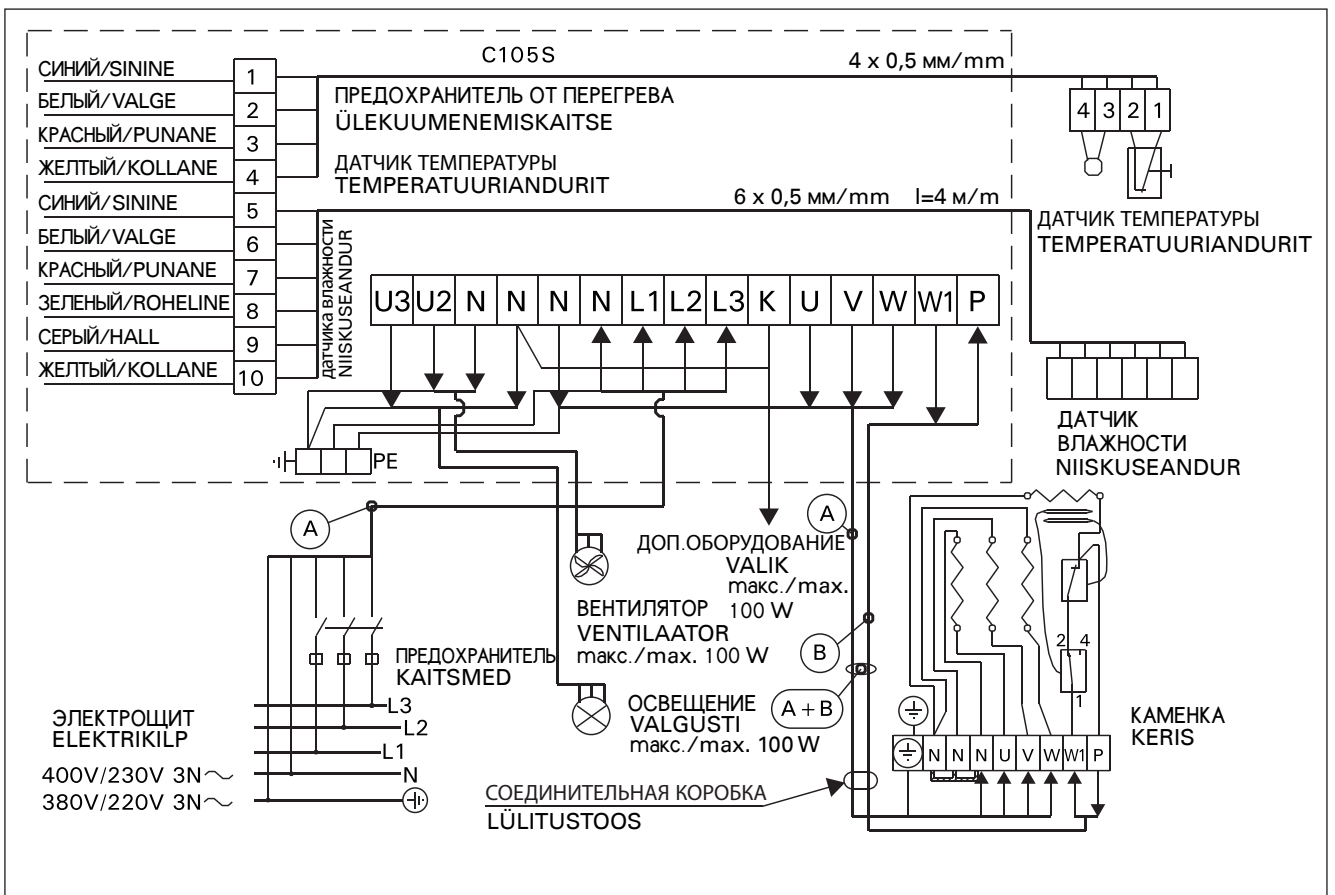 C105S
СИНИЙ/SININE 1
БЕЛЫЙ/VALGE 2
КРАСНЫЙ/PUNANE 3
ЖЕЛТЫЙ/KOLLANE 4
СИНИЙ/SININE 5
БЕЛЫЙ/VALGE 6
КРАСНЫЙ/PUNANE 7
ЗЕЛЕНЫЙ/ROHELINE 8
СЕРЫЙ/HALL 9
ЖЕЛТЫЙ/KOLLANE 10
4 x 0,5 мм/mm
ПРЕДОХРАНИТЕЛЬ ОТ ПЕРЕГРЕВА
ÜLEKUUMENEMISKAITSE
ДАТЧИК ТЕМПЕРАТУРЫ
TEMPERATUURIANDURIT
6 x 0,5 мм/mm l=4 м/m
датчика влажности
NIISKUSEANDUR
4 3 2 1
ДАТЧИК ТЕМПЕРАТУРЫ
TEMPERATUURIANDURIT
U3 U2 N N N N L1 L2 L3 K U V W W1 P
PE
ДАТЧИК
ВЛАЖНОСТИ
NIISKUSEANDUR
A
A
ДОП.ОБОРУДОВАНИЕ
VALIK
макс./max.
100 W
ВЕНТИЛЯТОР
VENTILAATOR
макс./max. 100 W
B
A+B
ПРЕДОХРАНИТЕЛЬ
KAITSMED
ОСВЕЩЕНИЕ
VALGUSTI
макс./max. 100 W
L3
L2
L1
N
ЭЛЕКТРОЩИТ
ELEKTRIKILP
400V/230V 3N
380V/220V 3N
СОЕДИНИТЕЛЬНАЯ КОРОБКА
LÜLITUSTOOS
2 4
1
N N N U V W W1 P
КАМЕНКА
KERIS